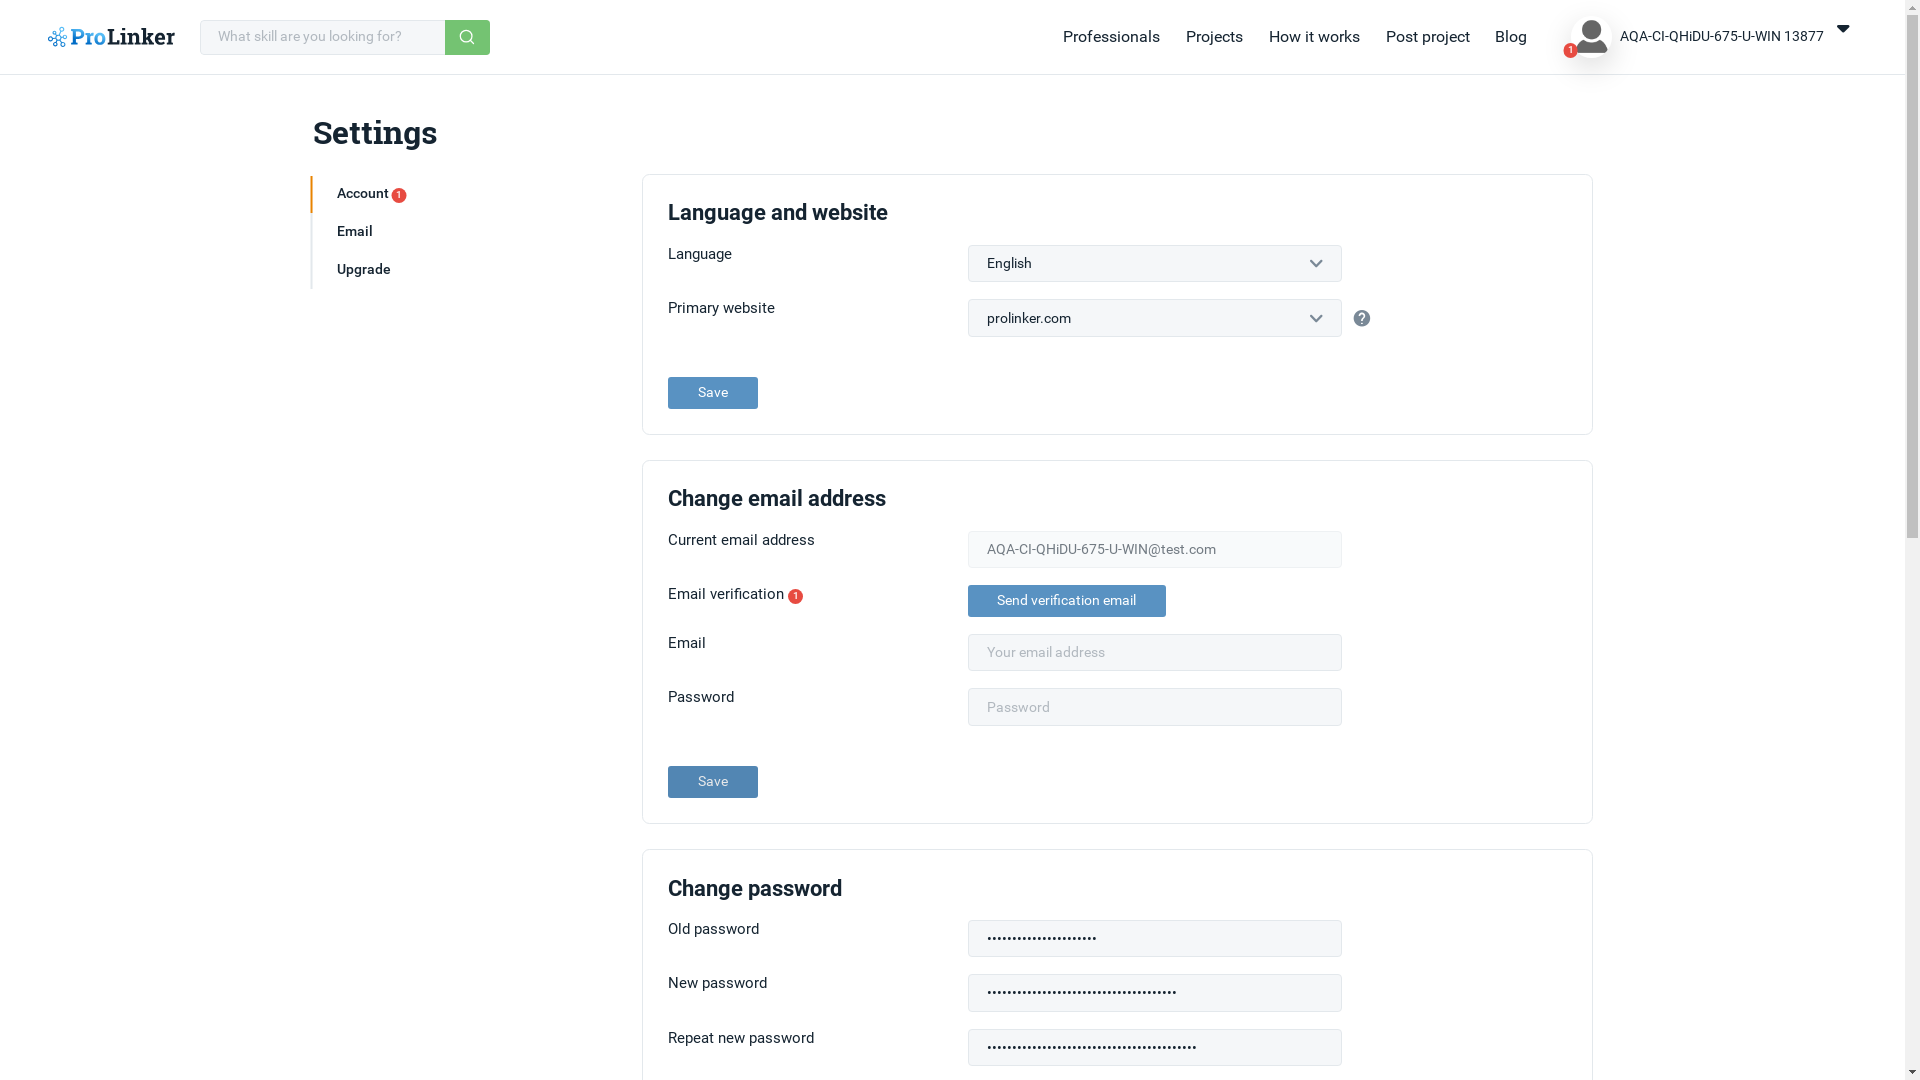 ProLinker
What skill are you looking for?
Professionals
Projects
How it works
Post project
Blog
1
AQA-CI-QHiDU-675-U-WIN 13877
Settings
Account 1
Email
Upgrade
Language and website
Language
English
Primary website
prolinker.com
?
Save
Change email address
Current email address
AQA-CI-QHiDU-675-U-WIN@test.com
Email verification 1
Send verification email
Email
Your email address
Password
Password
Save
Change password
Old password
••••••••••••••••••••••
New password
••••••••••••••••••••••••••••••••••••••
Repeat new password
••••••••••••••••••••••••••••••••••••••••••